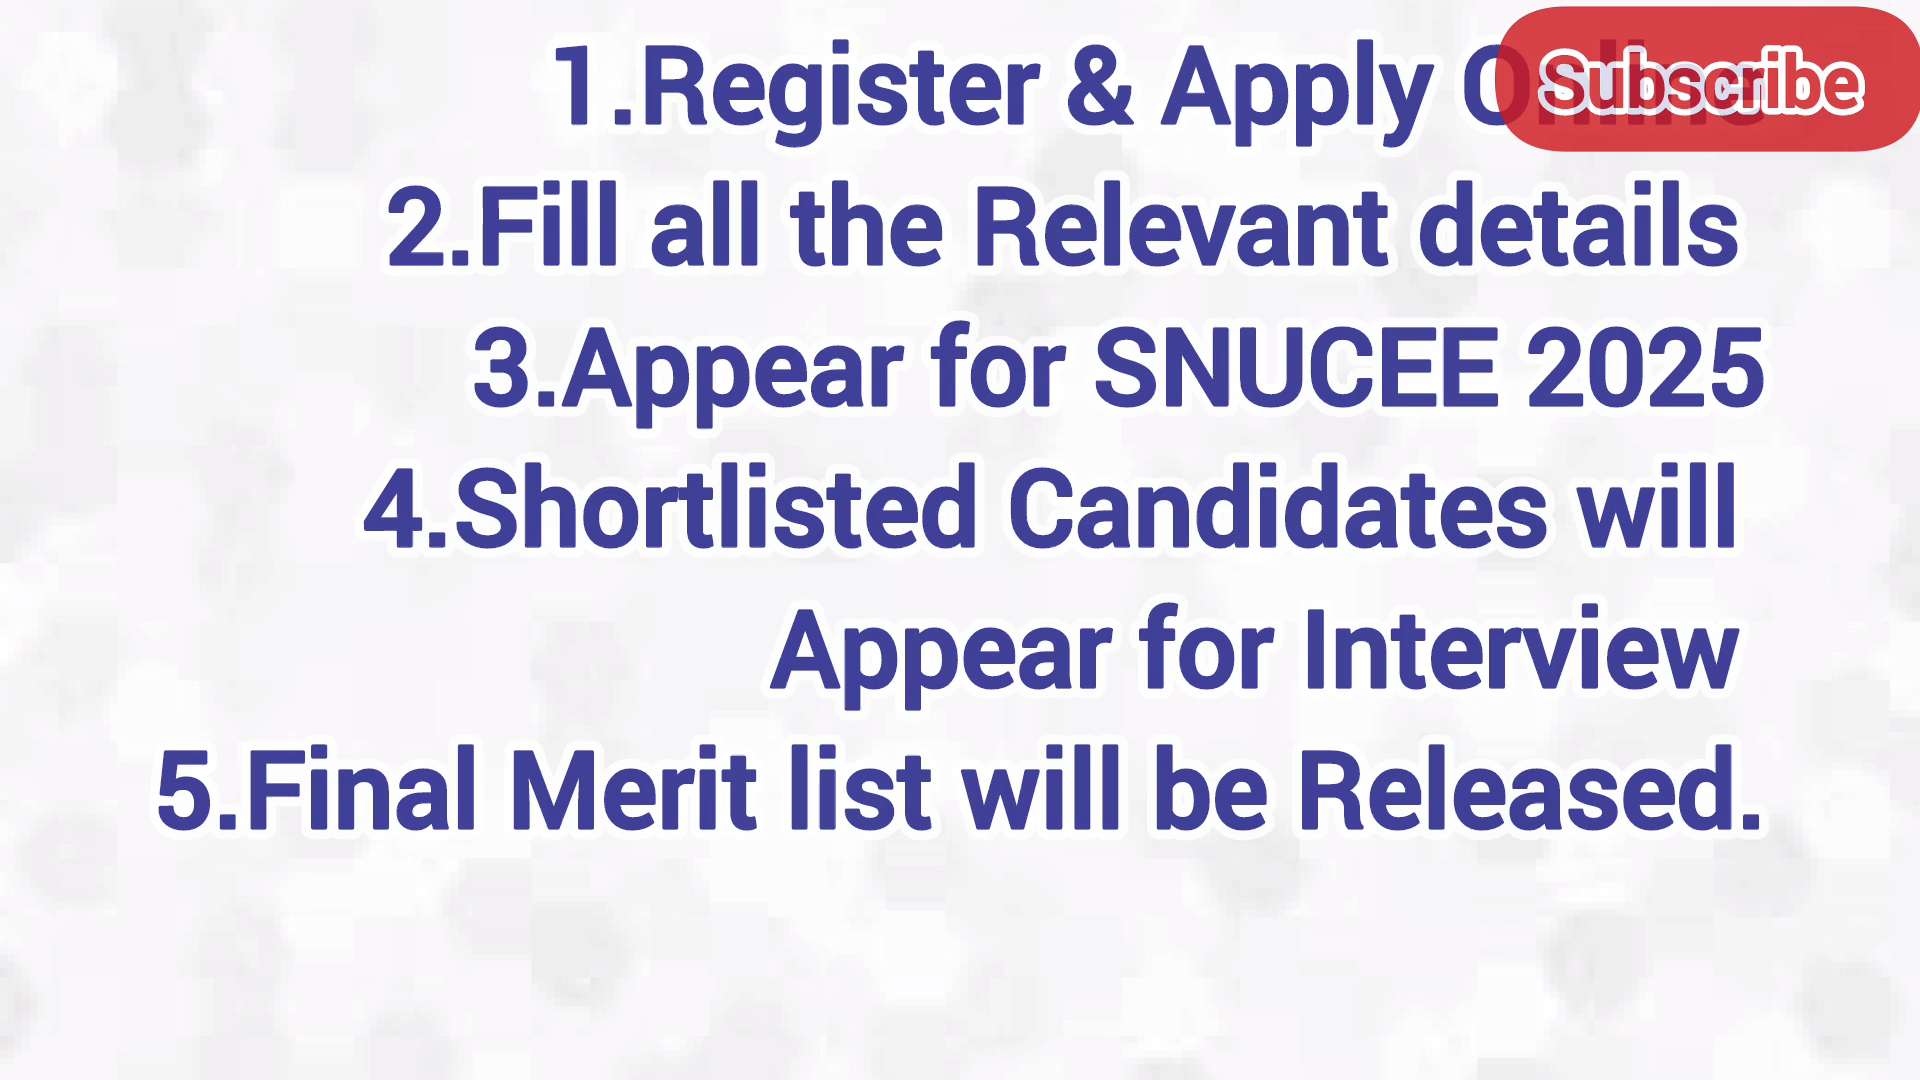 1.Register & Apply Online
Subscribe
2.Fill all the Relevant details
3.Appear for SNUCEE 2025
4.Shortlisted Candidates will
Appear for Interview
5.Final Merit list will be Released.